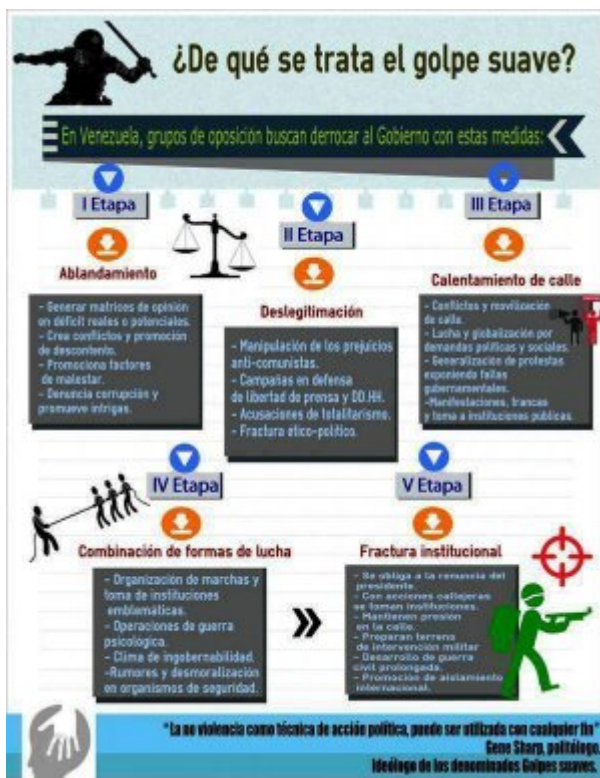 ¿De qué se trata el golpe suave?
En Venezuela, grupos de oposición buscan derrocar al Gobierno con estas medidas:
I Etapa
Ablandamiento
- Generar matrices de opinión
en déficit reales o potenciales.
- Crea conflictos y promoción
de descontento.
- Promociona factores
de malestar.
- Denuncia corrupción y
promueve intrigas.
II Etapa
Deslegitimación
- Manipulación de los prejuicios
anti-comunistas.
- Campañas en defensa
de libertad de prensa y DD.HH.
- Acusaciones de totalitarismo.
- Fractura ético-político.
III Etapa
Calentamiento de calle
- Conflictos y movilización
de calle.
- Lucha y globalización por
demandas políticas y sociales.
- Generalización de protestas
exponiendo fallas
gubernamentales.
-Manifestaciones, trancas
y toma a instituciones públicas.
IV Etapa
Combinación de formas de lucha
- Organización de marchas y
toma de instituciones
emblemáticas.
- Operaciones de guerra
psicológica.
- Clima de ingobernabilidad.
-Rumores y desmoralización
en organismos de seguridad.
V Etapa
Fractura institucional
- Se obliga a la renuncia del
presidente.
- Con acciones callejeras
se toman instituciones.
- Mantienen presión
en la calle.
- Preparan terreno
de intervención militar
- Desarrollo de guerra
civil prolongada.
- Promoción de aislamiento
internacional.
"La no violencia como técnica de acción política, puede ser utilizada con cualquier fin"
Gene Sharp, politólogo.
Ideólogo de los denominados Golpes suaves.